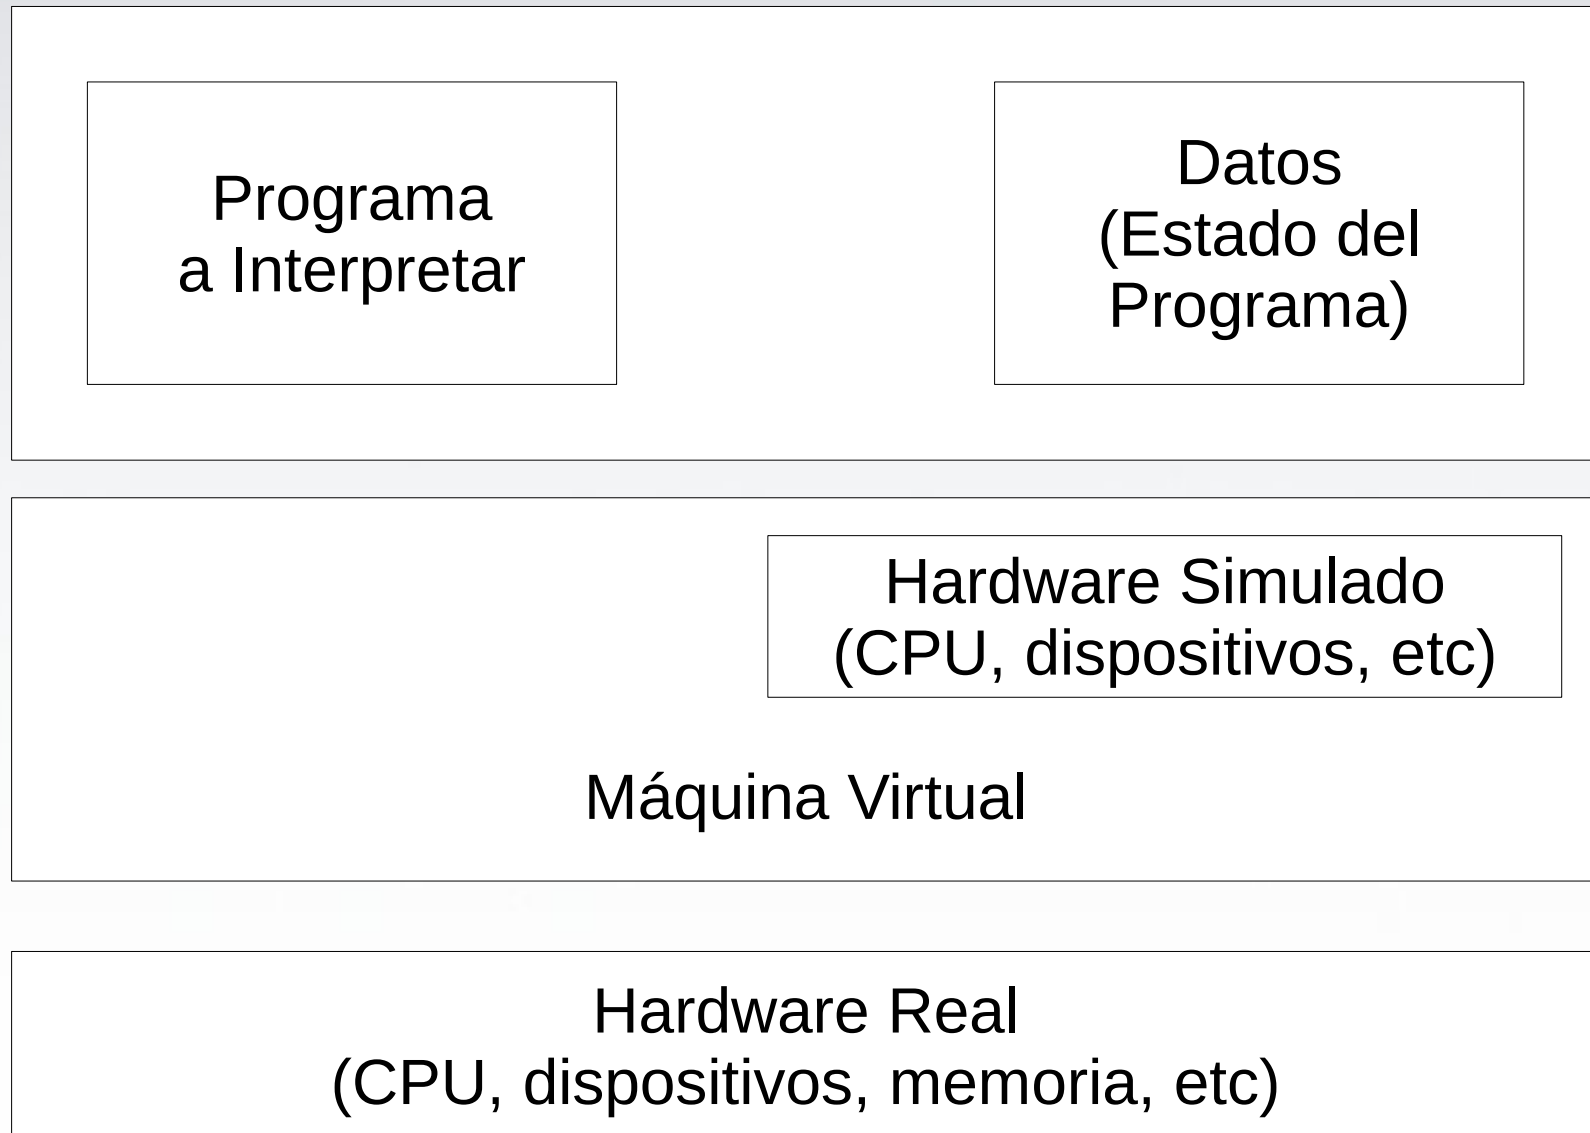 Programa
a Interpretar
Datos
(Estado del
Programa)
Hardware Simulado
(CPU, dispositivos, etc)
Máquina Virtual
Hardware Real
(CPU, dispositivos, memoria, etc)